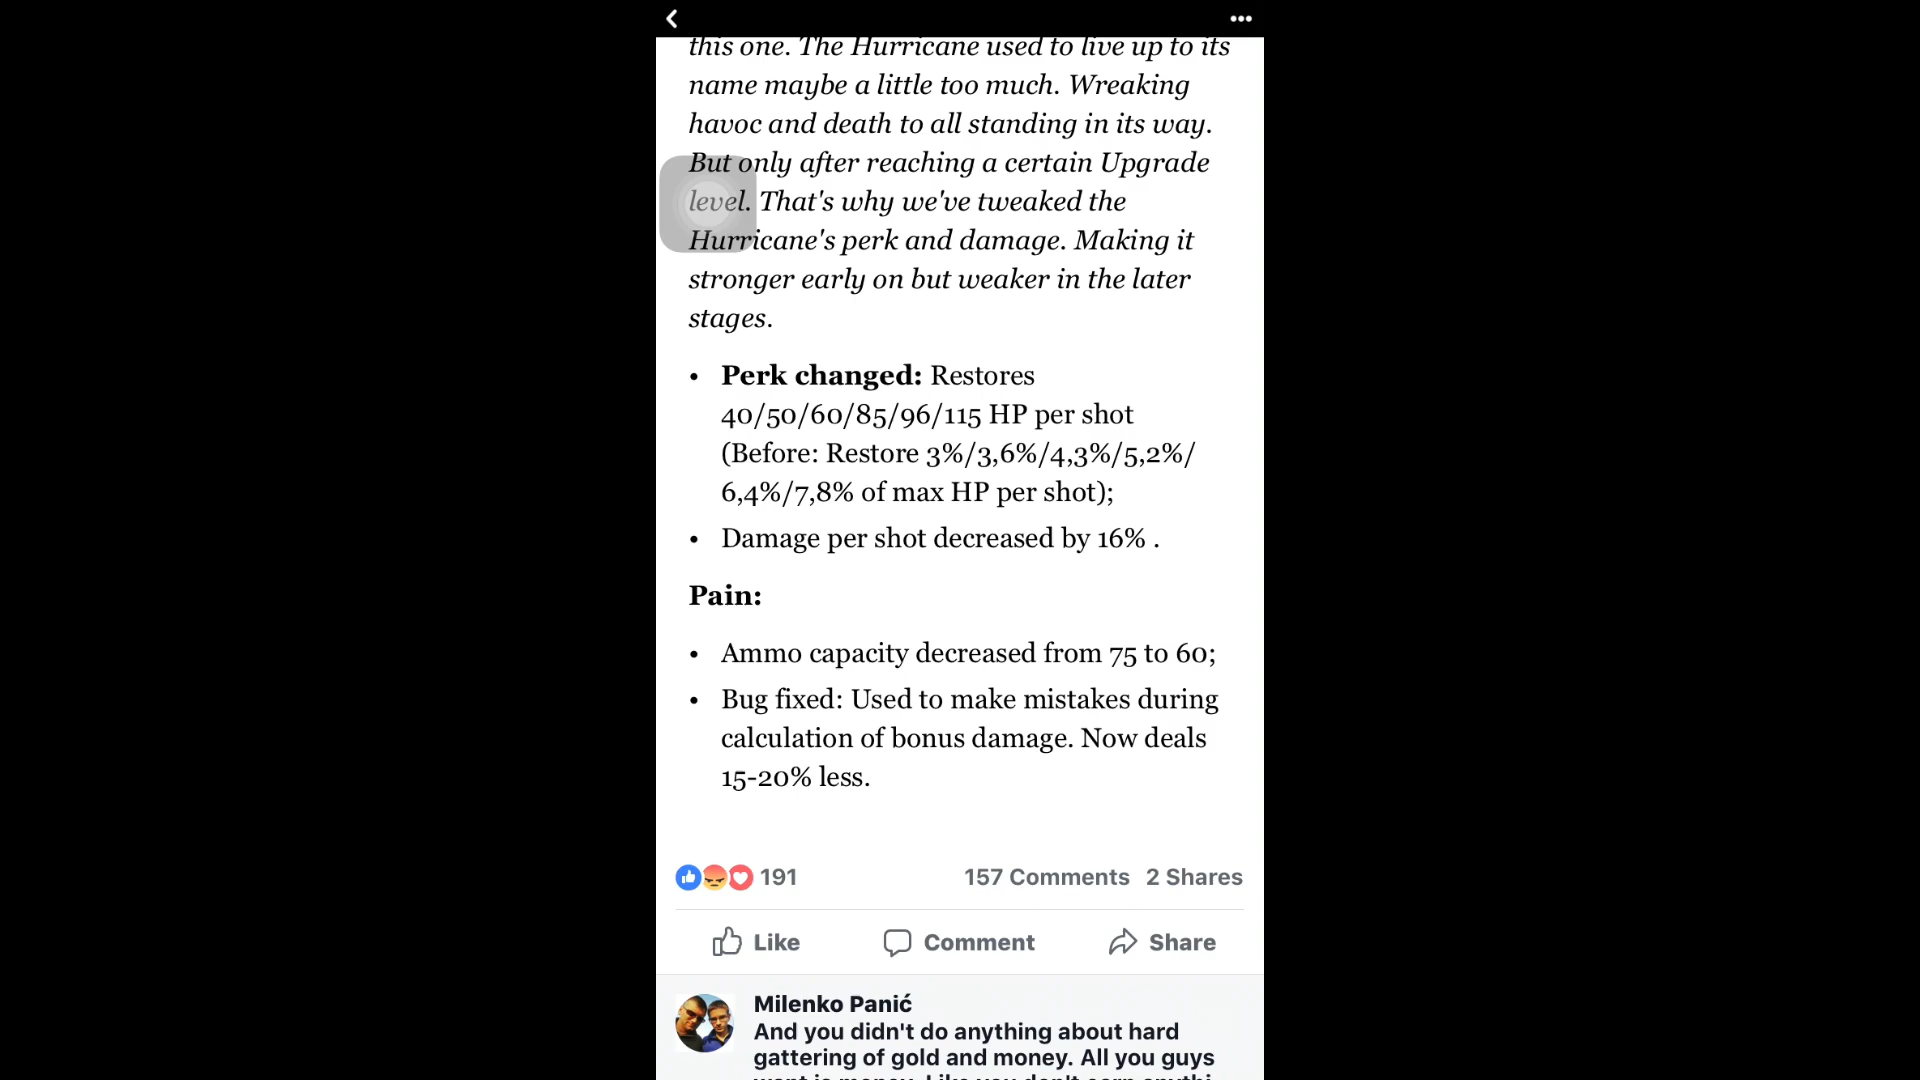 this one. The Hurricane used to live up to its
name maybe a little too much. Wreaking
havoc and death to all standing in its way.
But only after reaching a certain Upgrade
level. That's why we've tweaked the
Hurricane's perk and damage. Making it
stronger early on but weaker in the later
stages.
• Perk changed: Restores
40/50/60/85/96/115 HP per shot
(Before: Restore 3%/3,6%/4,3%/5,2%/
6,4%/7,8% of max HP per shot);
• Damage per shot decreased by 16% .
Pain:
• Ammo capacity decreased from 75 to 60;
• Bug fixed: Used to make mistakes during
calculation of bonus damage. Now deals
15-20% less.
191 157 Comments 2 Shares
Like Comment Share
Milenko Panić
And you didn't do anything about hard
gattering of gold and money. All you guys
want is money. Like you don't earn